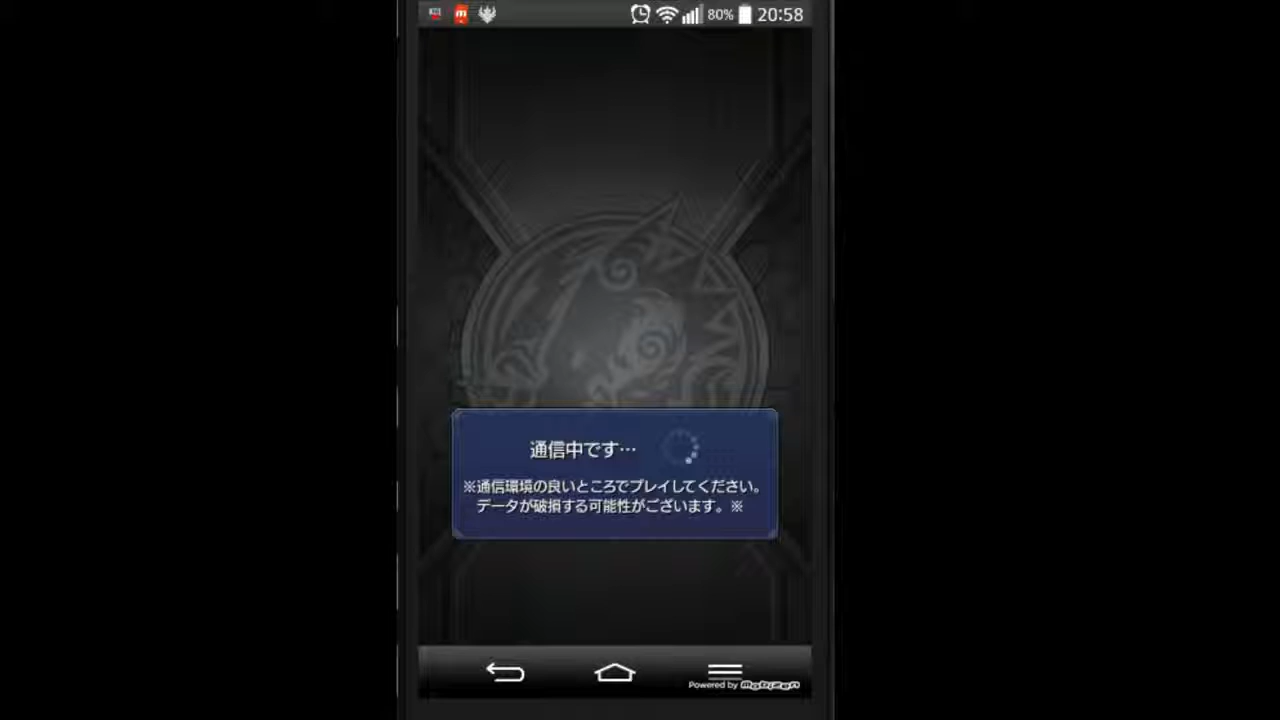 80% 20:58
通信中です…
※通信環境の良いところでプレイしてください。
データが破損する可能性がございます。※
Powered by mobizen